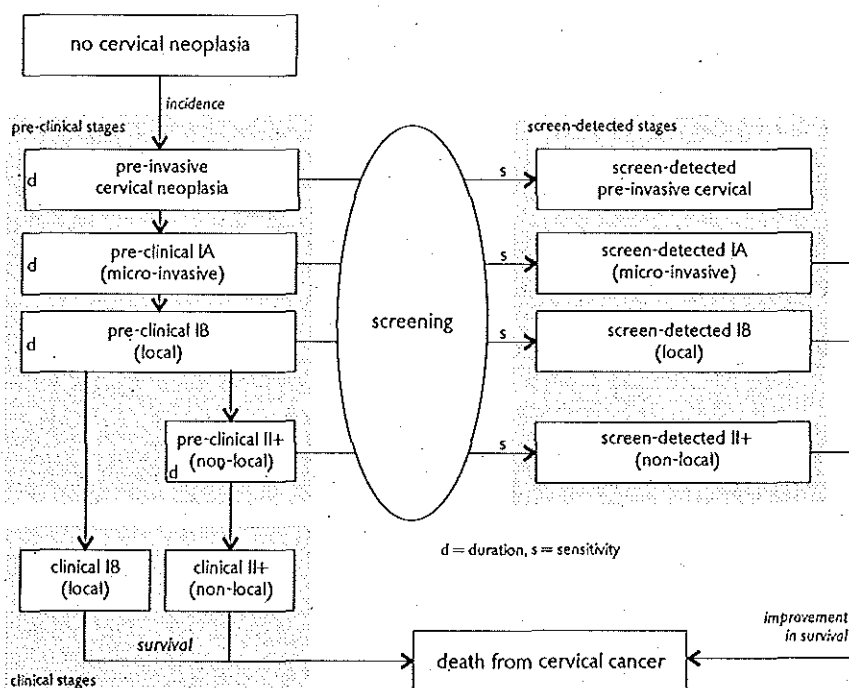 no cervical neoplasia
incidence
pre-clinical stages
screen-detected stages
d
pre-invasive
cervical neoplasia
s
screen-detected
pre-invasive cervical
d
pre-clinical IA
(micro-invasive)
s
screen-detected IA
(micro-invasive)
d
pre-clinical IB
(local)
screening
s
screen-detected IB
(local)
d
pre-clinical II+
(non-local)
s
screen-detected II+
(non-local)
d = duration, s = sensitivity
clinical IB
(local)
clinical II+
(non-local)
survival
clinical stages
death from cervical cancer
improvement
in survival